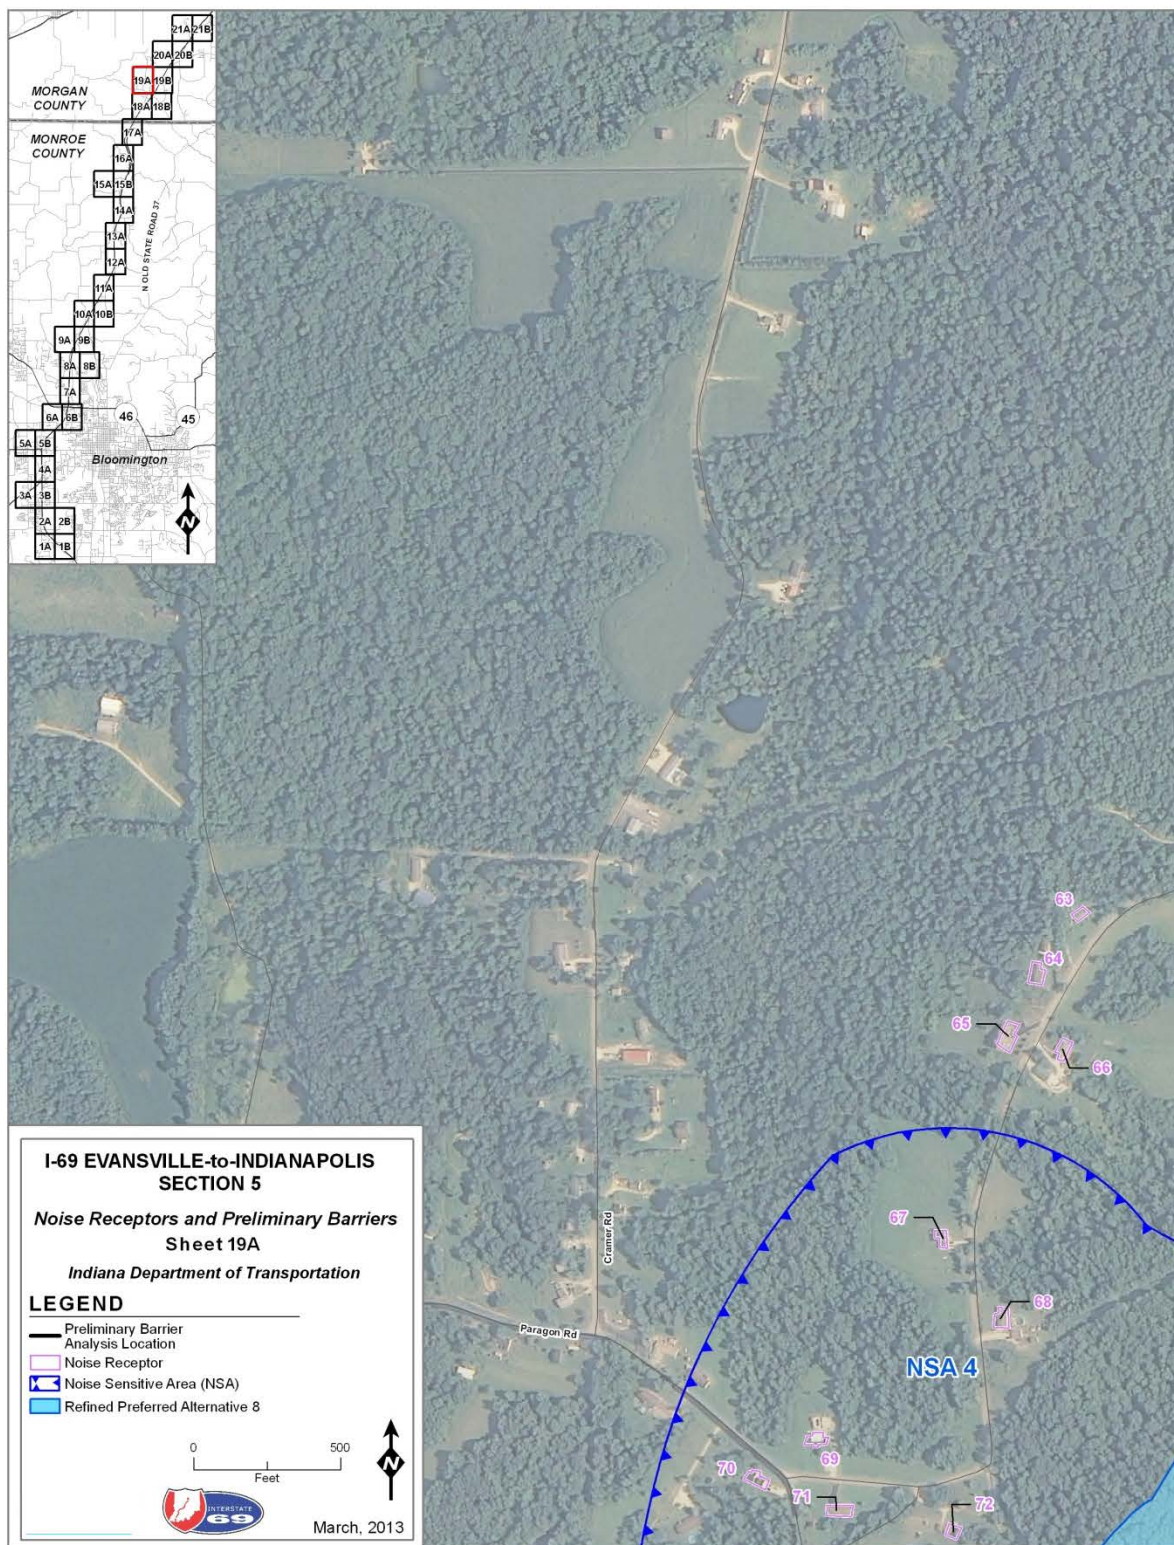 21A 21B
20A 20B
19A 19B
MORGAN
COUNTY
18A 18B
MONROE
COUNTY
17A
16A
15A 15B
14A
N OLD STATE ROAD 37
13A
12A
11A
10A 10B
9A 9B
8A 8B
7A
6A 6B
46
45
5A 5B
Bloomington
4A
3A 3B
2A 2B
N
1A 1B
63
64
65
66
67
68
NSA 4
69
70
71
72
Cramer Rd
Paragon Rd
I-69 EVANSVILLE-to-INDIANAPOLIS
SECTION 5
Noise Receptors and Preliminary Barriers
Sheet 19A
Indiana Department of Transportation
LEGEND
Preliminary Barrier
Analysis Location
Noise Receptor
Noise Sensitive Area (NSA)
Refined Preferred Alternative 8
0 500
Feet
N
INTERSTATE
69
March, 2013